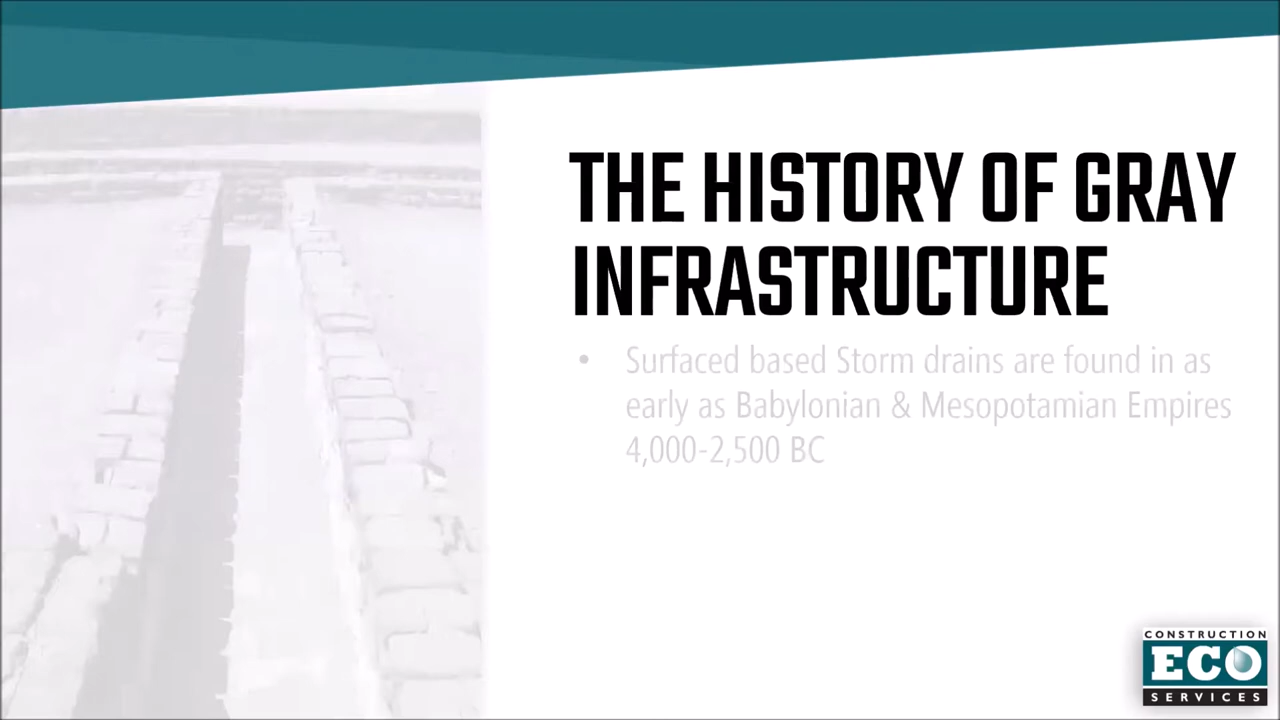 THE HISTORY OF GRAY
INFRASTRUCTURE
• Surfaced based Storm drains are found in as
early as Babylonian & Mesopotamian Empires
4,000-2,500 BC
CONSTRUCTION
ECO
SERVICES